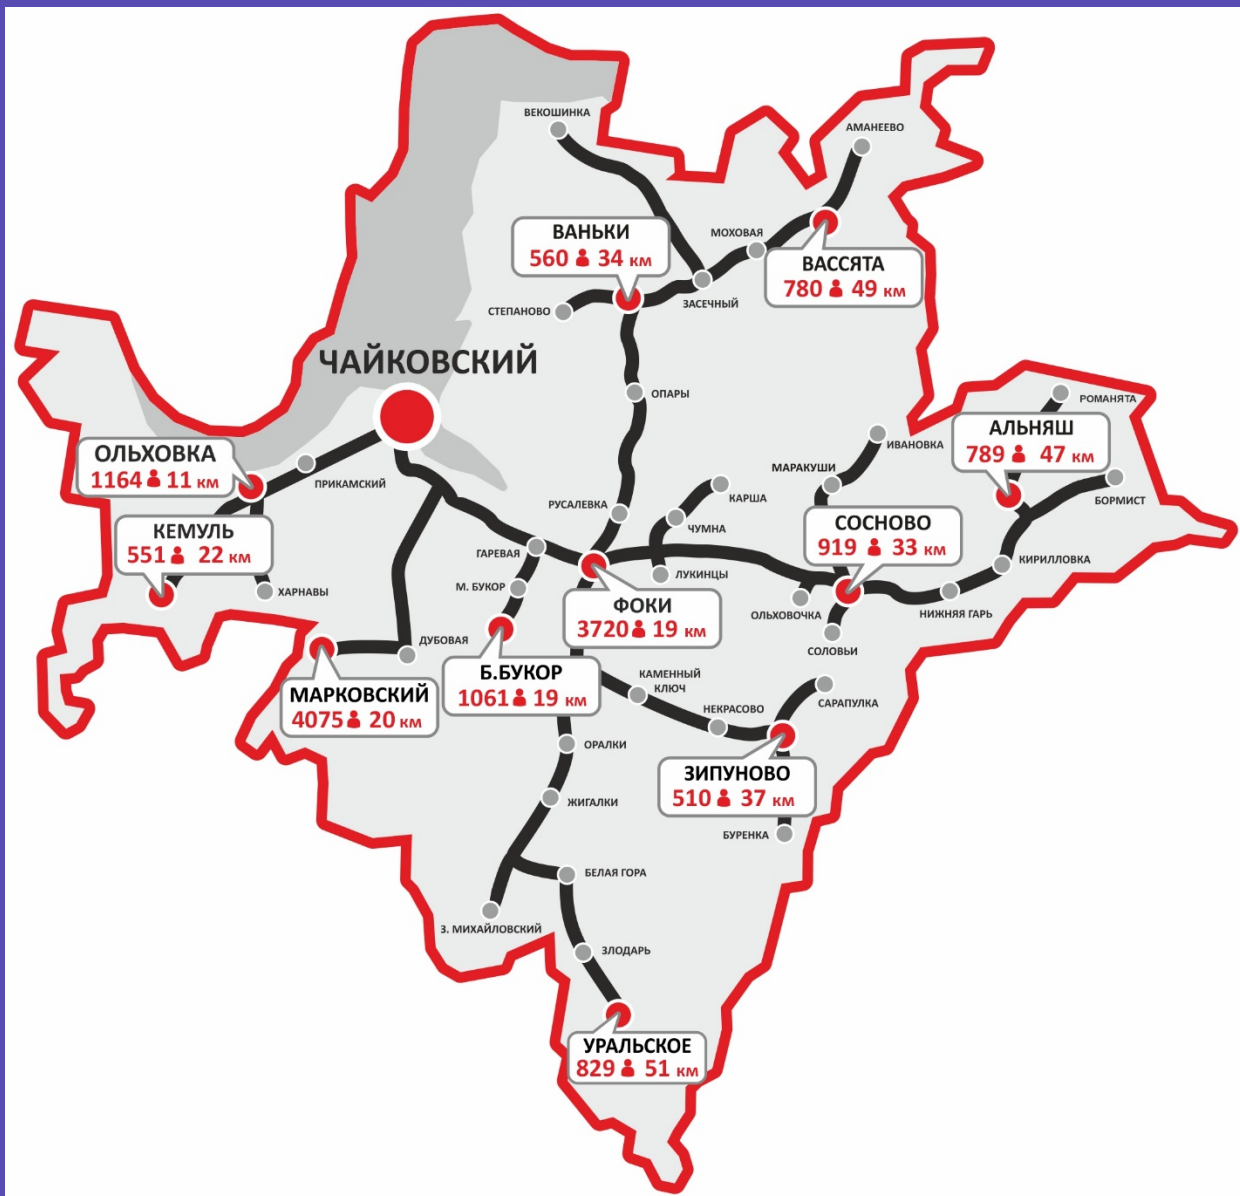 ВЕКОШИНКА
АМАНЕЕВО
ВАНЬКИ
560 34 км
МОХОВАЯ
ВАССЯТА
780 49 км
ЗАСЕЧНЫЙ
СТЕПАНОВО
ЧАЙКОВСКИЙ
ОПАРЫ
РОМАНЯТА
АЛЬНЯШ
789 47 км
ИВАНОВКА
ОЛЬХОВКА
1164 11 км
ПРИКАМСКИЙ
МАРАКУШИ
КАРША
БОРМИСТ
РУСАЛЕВКА
ЧУМНА
СОСНОВО
919 33 км
КЕМУЛЬ
551 22 км
ГАРЕВАЯ
ЛУКИНЦЫ
КИРИЛЛОВКА
ХАРНАВЫ
М. БУКОР
ФОКИ
3720 19 км
ОЛЬХОВОЧКА
НИЖНЯЯ ГАРЬ
ДУБОВАЯ
СОЛОВЬИ
Б.БУКОР
1061 19 км
КАМЕННЫЙ
КЛЮЧ
МАРКОВСКИЙ
4075 20 км
НЕКРАСОВО
САРАПУЛКА
ОРАЛКИ
ЗИПУНОВО
510 37 км
ЖИГАЛКИ
БУРЕНКА
БЕЛАЯ ГОРА
З. МИХАЙЛОВСКИЙ
ЗЛОДАРЬ
УРАЛЬСКОЕ
829 51 км